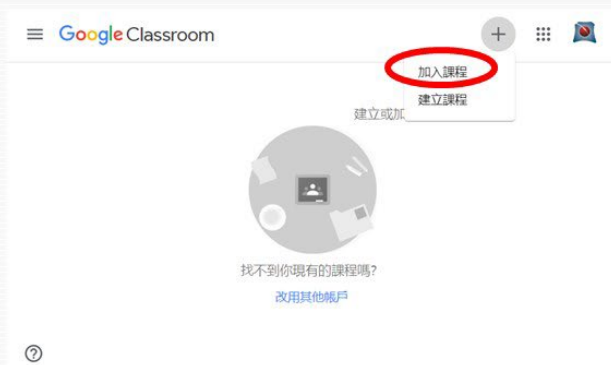 Google Classroom
加入課程
建立課程
建立或加
找不到你現有的課程嗎?
改用其他帳戶